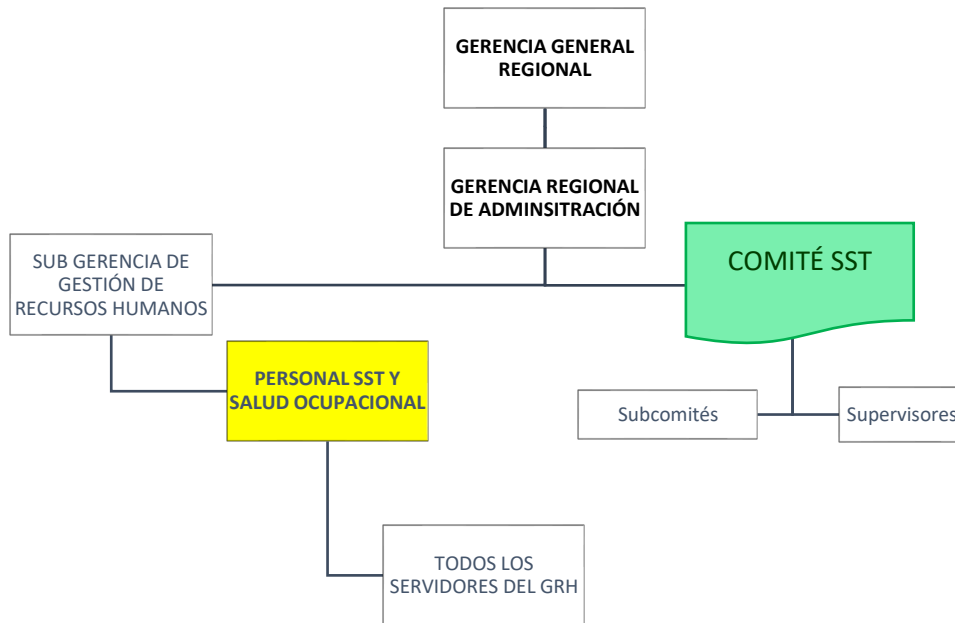 GERENCIA GENERAL
REGIONAL
GERENCIA REGIONAL
DE ADMINSITRACIÓN
SUB GERENCIA DE
GESTIÓN DE
RECURSOS HUMANOS
COMITÉ SST
PERSONAL SST Y
SALUD OCUPACIONAL
Subcomités
Supervisores
TODOS LOS
SERVIDORES DEL GRH